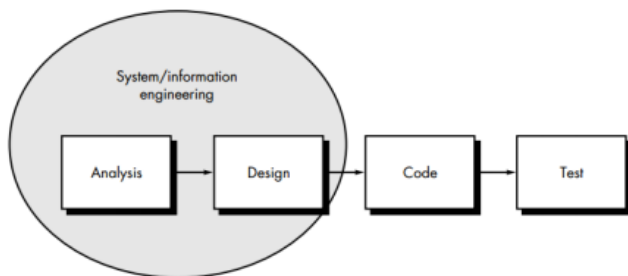 System/information
engineering
Analysis
Design
Code
Test